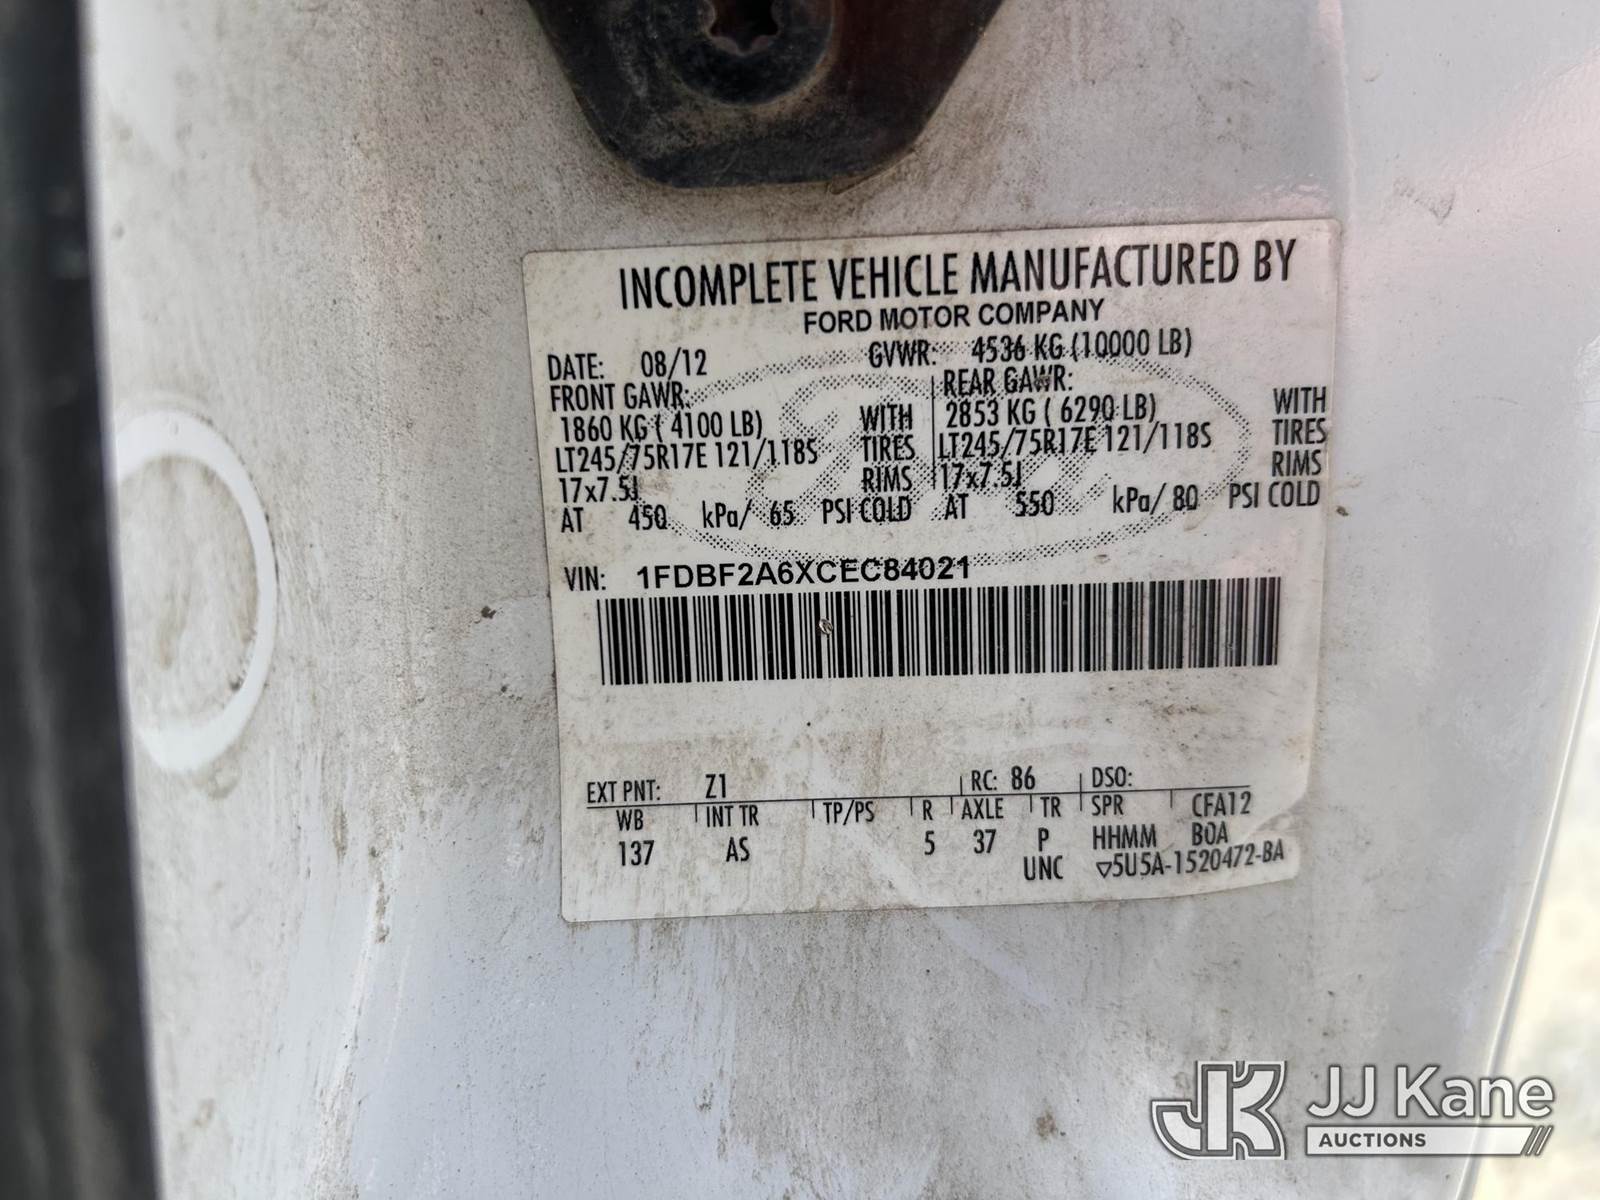 INCOMPLETE VEHICLE MANUFACTURED BY
FORD MOTOR COMPANY
DATE: 08/12 GVWR: 4536 KG (10000 LB)
FRONT GAWR: REAR GAWR:
1860 KG ( 4100 LB) WITH 2853 KG ( 6290 LB) WITH
LT245/75R17E 121/118S TIRES LT245/75R17E 121/118S TIRES
17x7.5J RIMS 17x7.5J RIMS
AT 450 kPa/ 65 PSI COLD AT 550 kPa/ 80 PSI COLD
VIN: 1FDBF2A6XCEC84021
EXT PNT: Z1 RC: 86 DSO:
WB INT TR TP/PS R AXLE TR SPR CFA12
137 AS 5 37 P HHMM BOA
UNC ▽5U5A-1520472-BA
JK JJ Kane
AUCTIONS